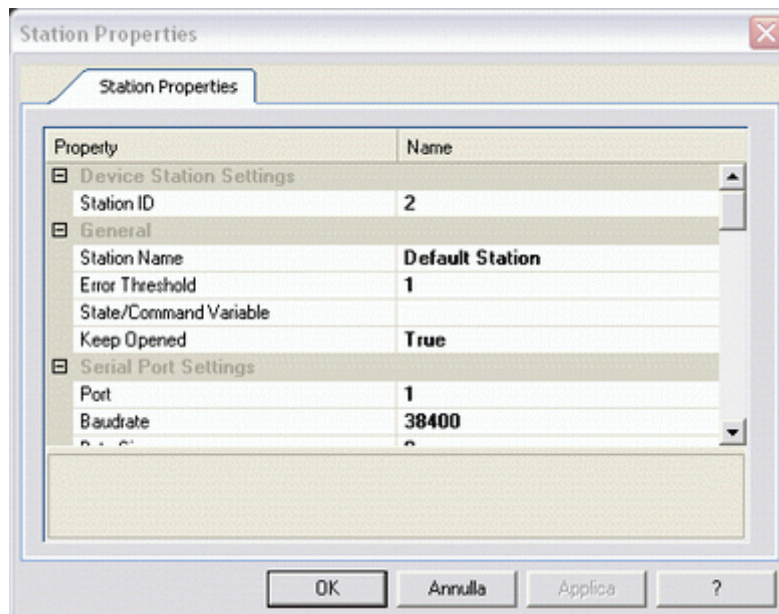 Station Properties
Station Properties
Property Name
Device Station Settings
Station ID 2
General
Station Name Default Station
Error Threshold 1
State/Command Variable
Keep Opened True
Serial Port Settings
Port 1
Baudrate 38400
OK Annulla Applica ?